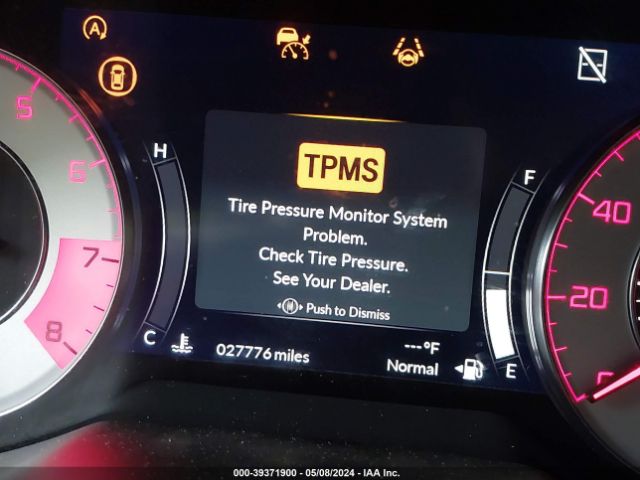 A
5
6
7
8
H
C
TPMS
Tire Pressure Monitor System
Problem.
Check Tire Pressure.
See Your Dealer.
Push to Dismiss
027776 miles
---°F
Normal
F
E
40
20
0
000-39371900 - 05/08/2024 - IAA Inc.